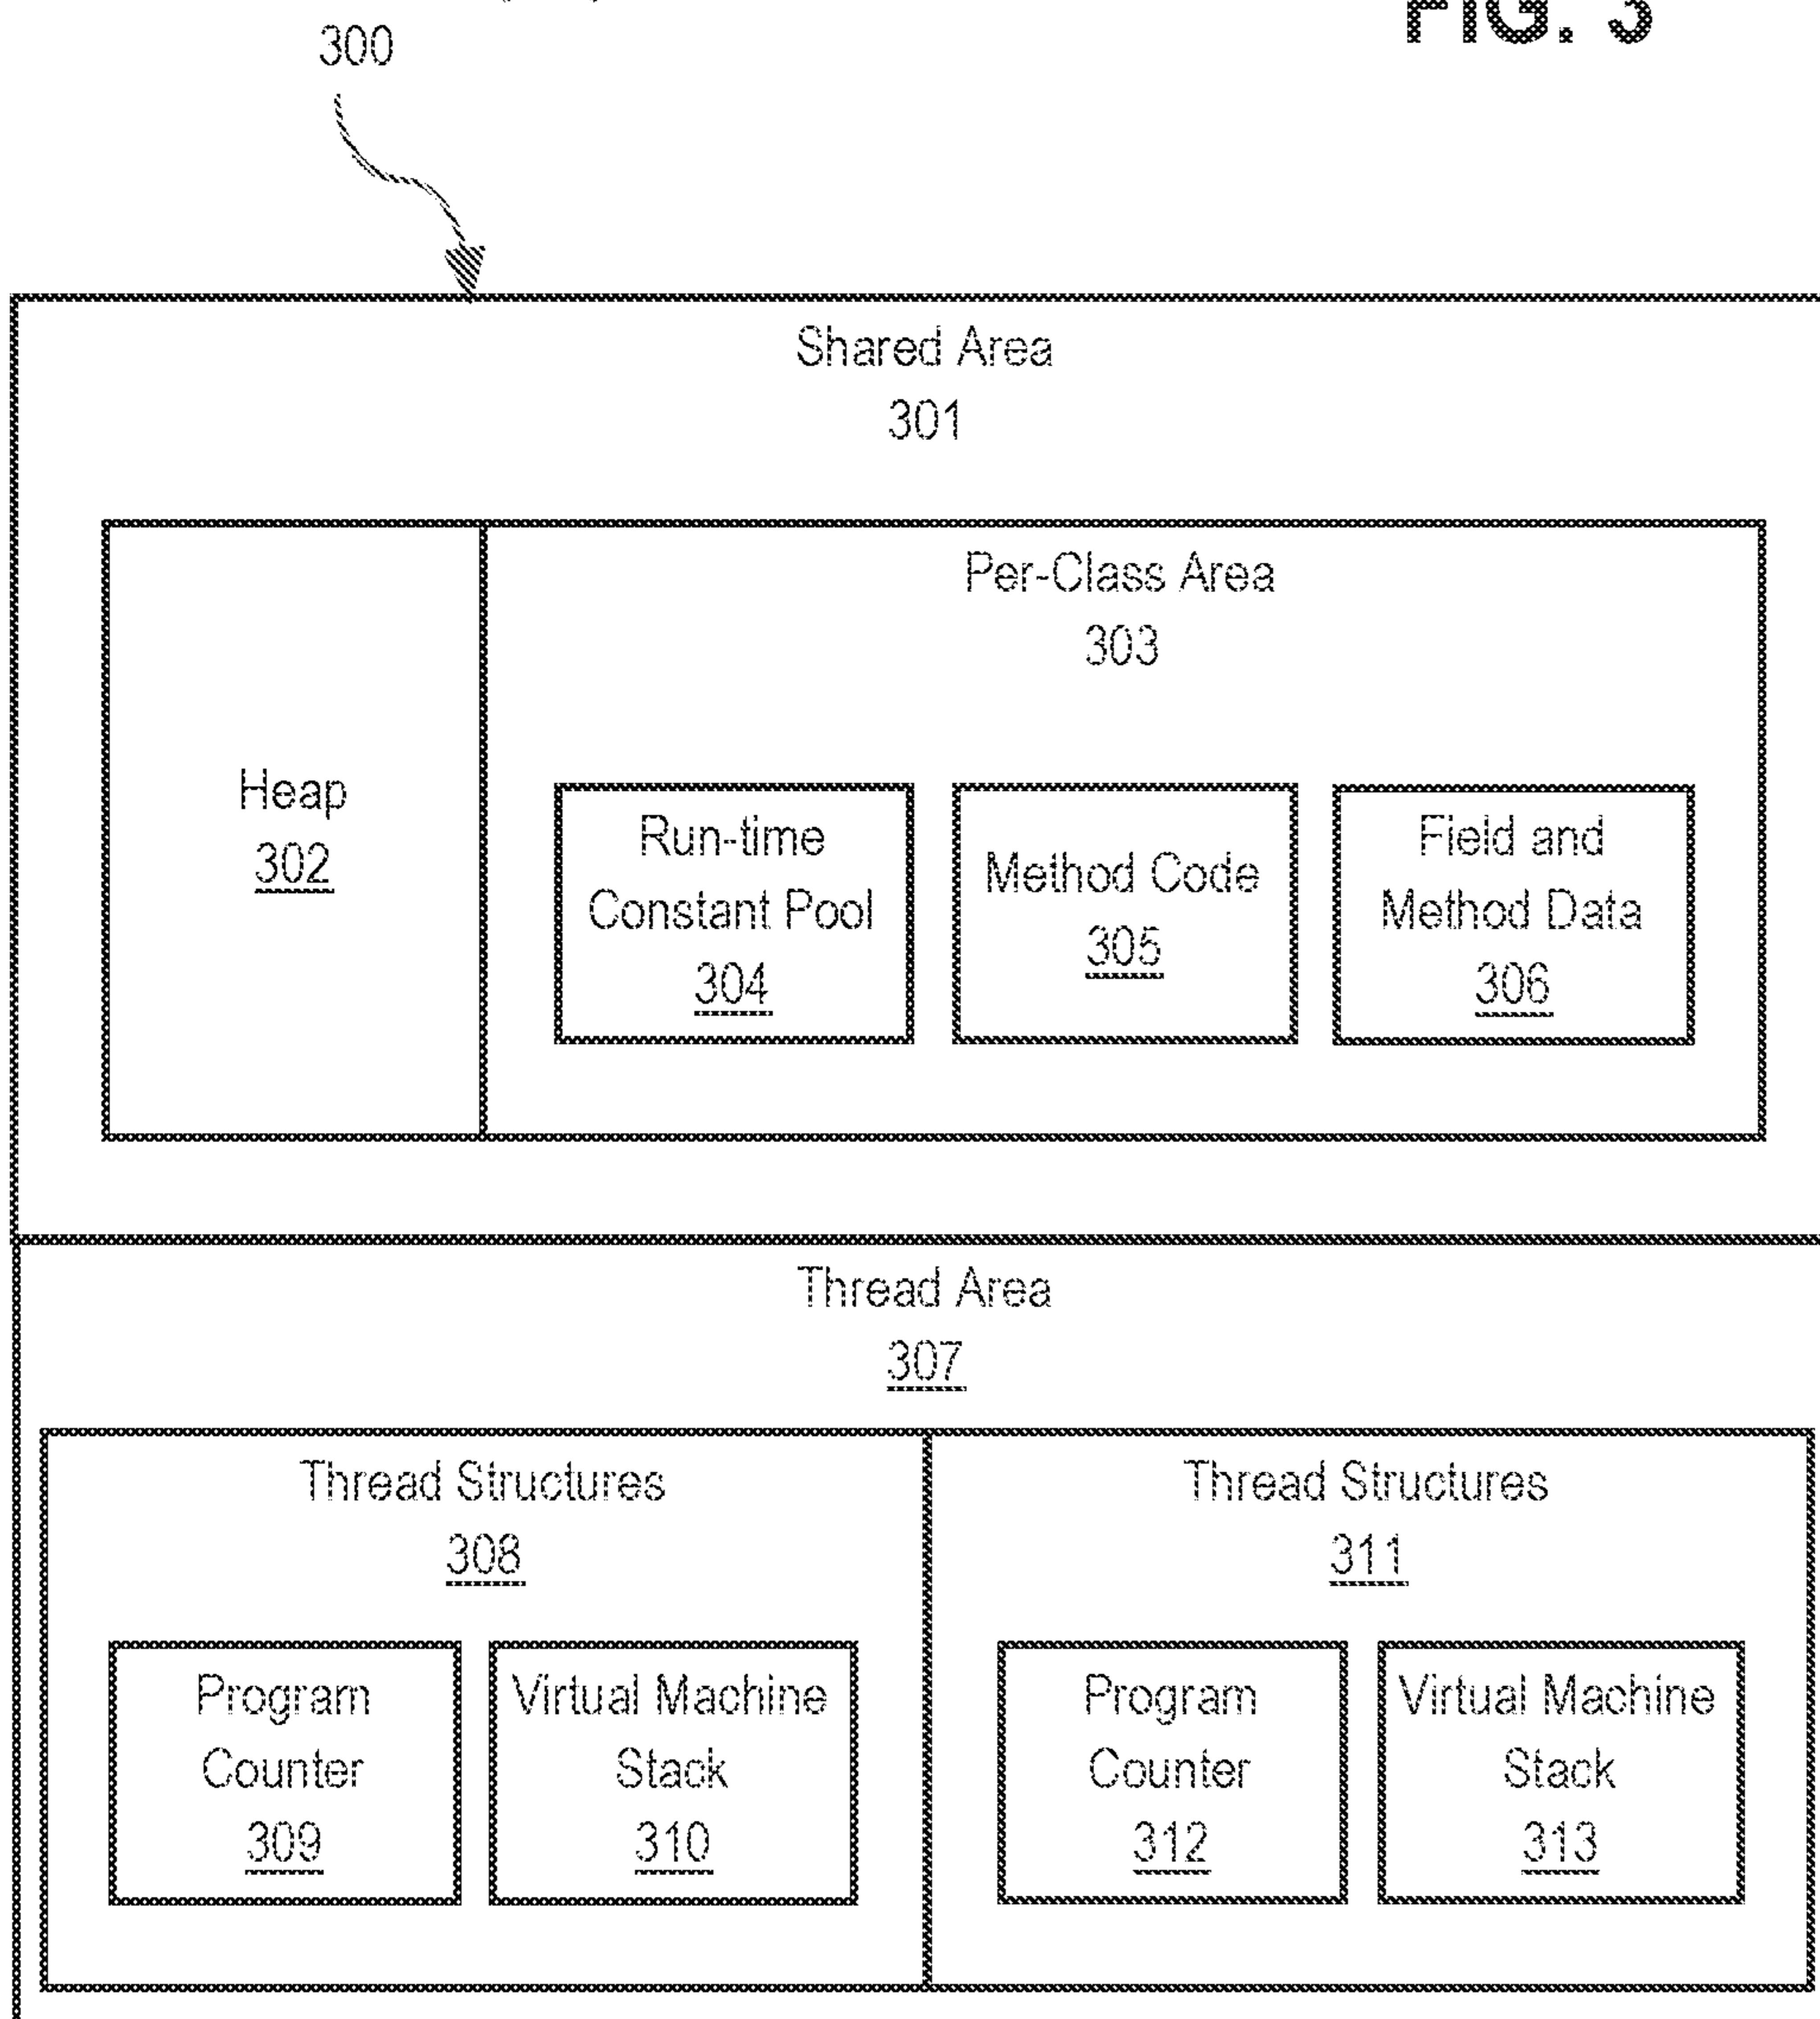 FIG. 3
300
Shared Area
301
Heap
302
Per-Class Area
303
Run-time
Constant Pool
304
Method Code
305
Field and
Method Data
306
Thread Area
307
Thread Structures
308
Program
Counter
309
Virtual Machine
Stack
310
Thread Structures
311
Program
Counter
312
Virtual Machine
Stack
313